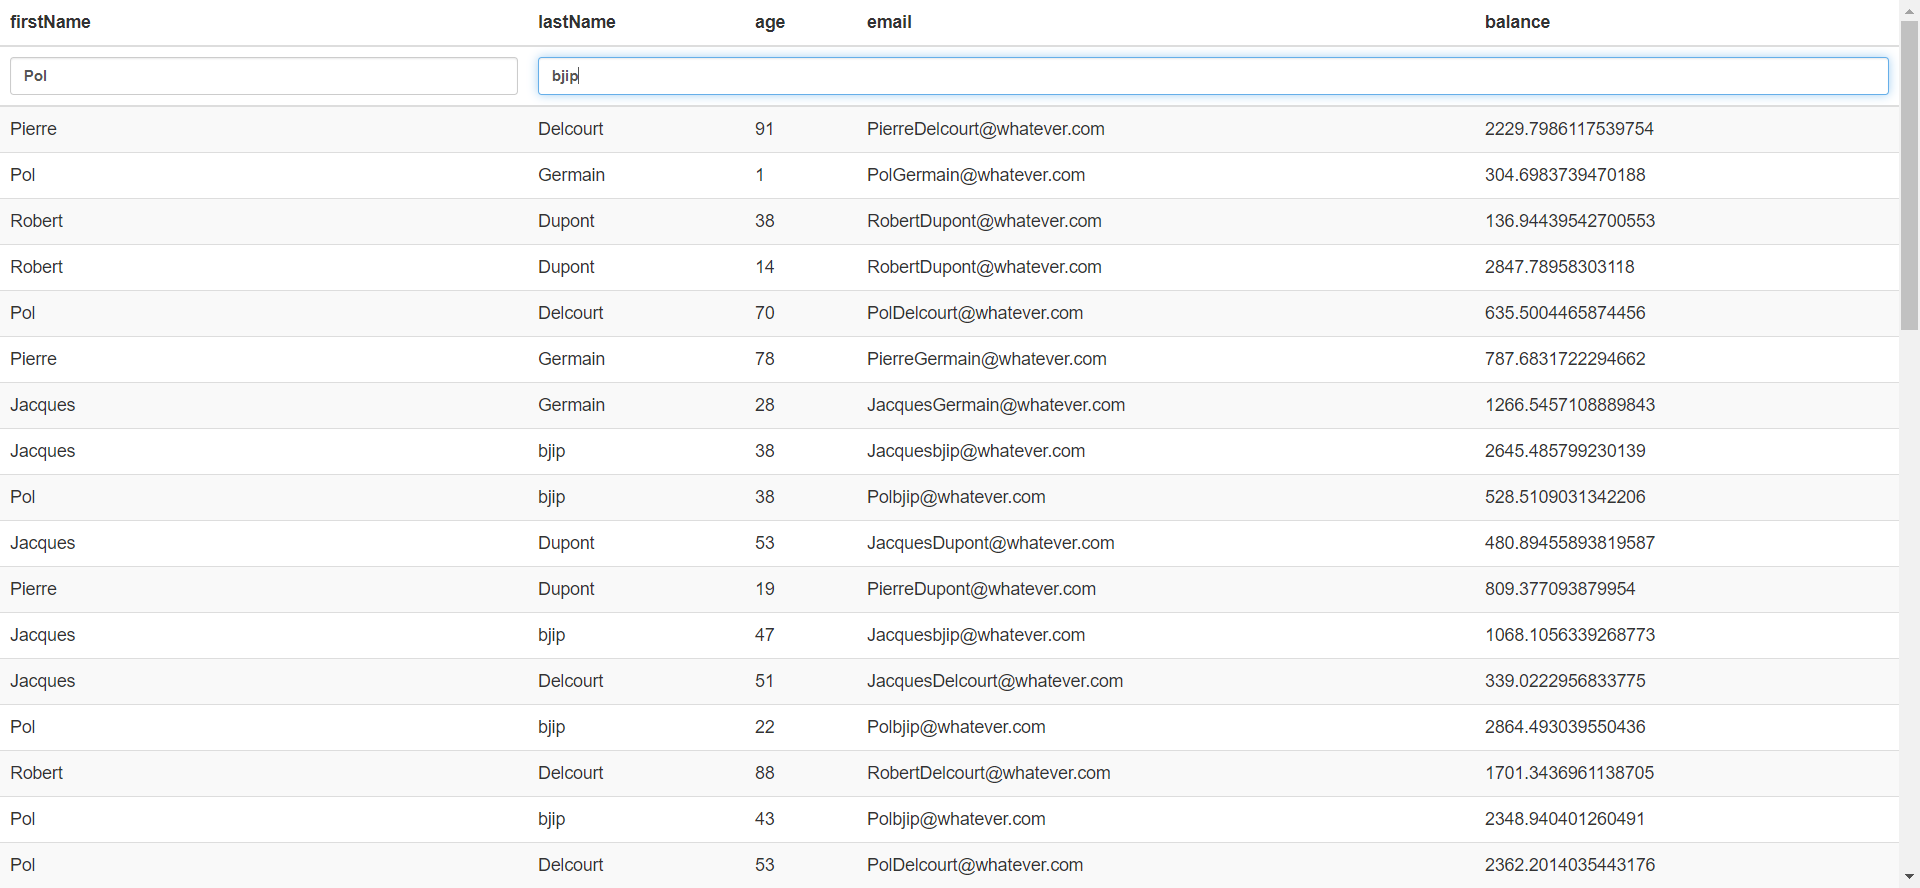 firstName lastName age email balance
Pol bjip
Pierre Delcourt 91 PierreDelcourt@whatever.com 2229.7986117539754
Pol Germain 1 PolGermain@whatever.com 304.6983739470188
Robert Dupont 38 RobertDupont@whatever.com 136.94439542700553
Robert Dupont 14 RobertDupont@whatever.com 2847.78958303118
Pol Delcourt 70 PolDelcourt@whatever.com 635.5004465874456
Pierre Germain 78 PierreGermain@whatever.com 787.6831722294662
Jacques Germain 28 JacquesGermain@whatever.com 1266.5457108889843
Jacques bjip 38 Jacquesbjip@whatever.com 2645.485799230139
Pol bjip 38 Polbjip@whatever.com 528.5109031342206
Jacques Dupont 53 JacquesDupont@whatever.com 480.89455893819587
Pierre Dupont 19 PierreDupont@whatever.com 809.377093879954
Jacques bjip 47 Jacquesbjip@whatever.com 1068.1056339268773
Jacques Delcourt 51 JacquesDelcourt@whatever.com 339.0222956833775
Pol bjip 22 Polbjip@whatever.com 2864.493039550436
Robert Delcourt 88 RobertDelcourt@whatever.com 1701.3436961138705
Pol bjip 43 Polbjip@whatever.com 2348.940401260491
Pol Delcourt 53 PolDelcourt@whatever.com 2362.2014035443176